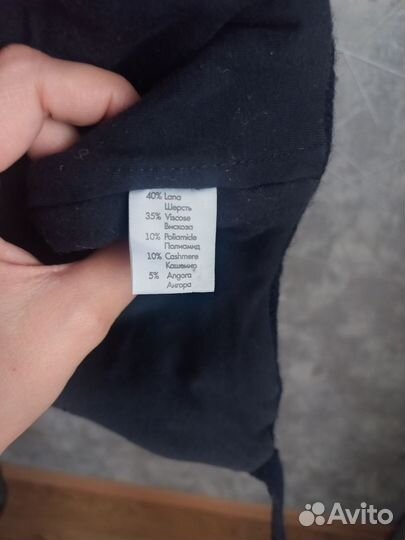 40% Lana
Шерсть
35% Viscose
Вискоза
10% Poliamide
Полиамид
10% Cashmere
Кашемир
5% Angora
Ангора
Avito